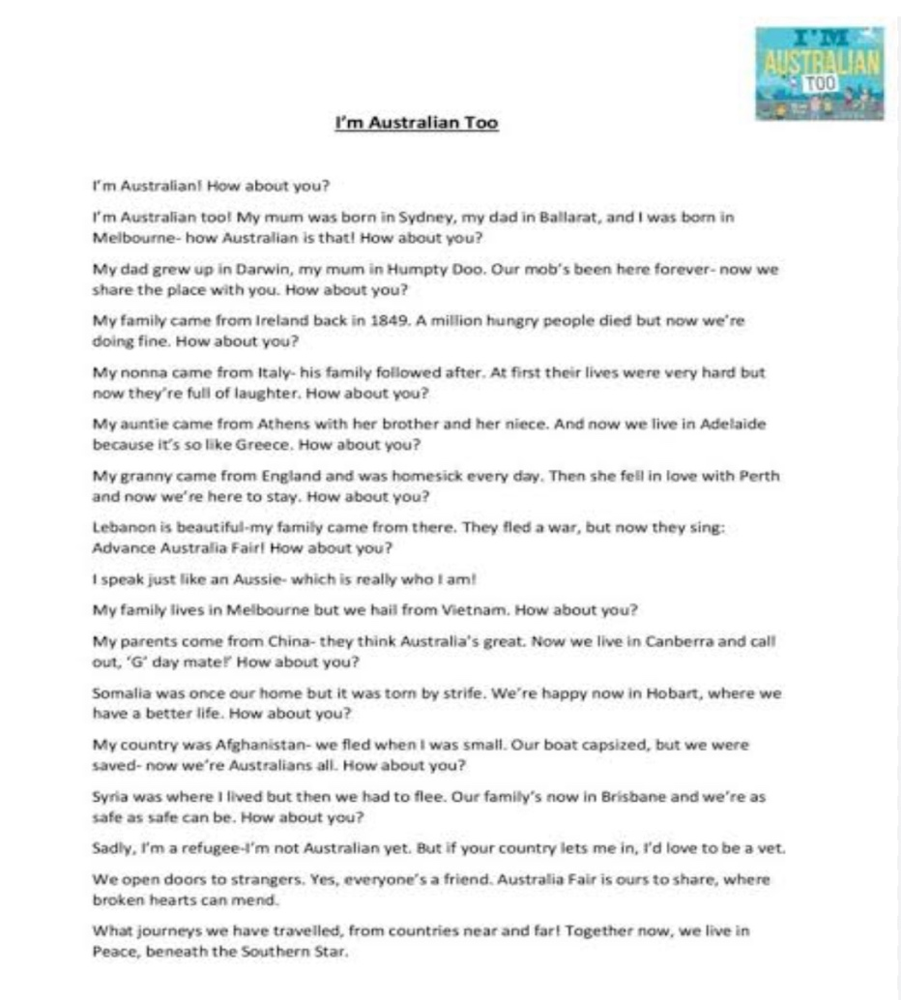 I'M
AUSTRALIAN
TOO
I'm Australian Too
I'm Australian! How about you?
I'm Australian too! My mum was born in Sydney, my dad in Ballarat, and I was born in
Melbourne- how Australian is that! How about you?
My dad grew up in Darwin, my mum in Humpty Doo. Our mob's been here forever- now we
share the place with you. How about you?
My family came from Ireland back in 1849. A million hungry people died but now we're
doing fine. How about you?
My nonna came from Italy- his family followed after. At first their lives were very hard but
now they're full of laughter. How about you?
My auntie came from Athens with her brother and her niece. And now we live in Adelaide
because it's so like Greece. How about you?
My granny came from England and was homesick every day. Then she fell in love with Perth
and now we're here to stay. How about you?
Lebanon is beautiful-my family came from there. They fled a war, but now they sing:
Advance Australia Fair! How about you?
I speak just like an Aussie- which is really who I am!
My family lives in Melbourne but we hail from Vietnam. How about you?
My parents come from China- they think Australia's great. Now we live in Canberra and call
out, 'G' day mate!' How about you?
Somalia was once our home but it was torn by strife. We're happy now in Hobart, where we
have a better life. How about you?
My country was Afghanistan- we fled when I was small. Our boat capsized, but we were
saved- now we're Australians all. How about you?
Syria was where I lived but then we had to flee. Our family's now in Brisbane and we're as
safe as safe can be. How about you?
Sadly, I'm a refugee-I'm not Australian yet. But if your country lets me in, I'd love to be a vet.
We open doors to strangers. Yes, everyone's a friend. Australia Fair is ours to share, where
broken hearts can mend.
What journeys we have travelled, from countries near and far! Together now, we live in
Peace, beneath the Southern Star.